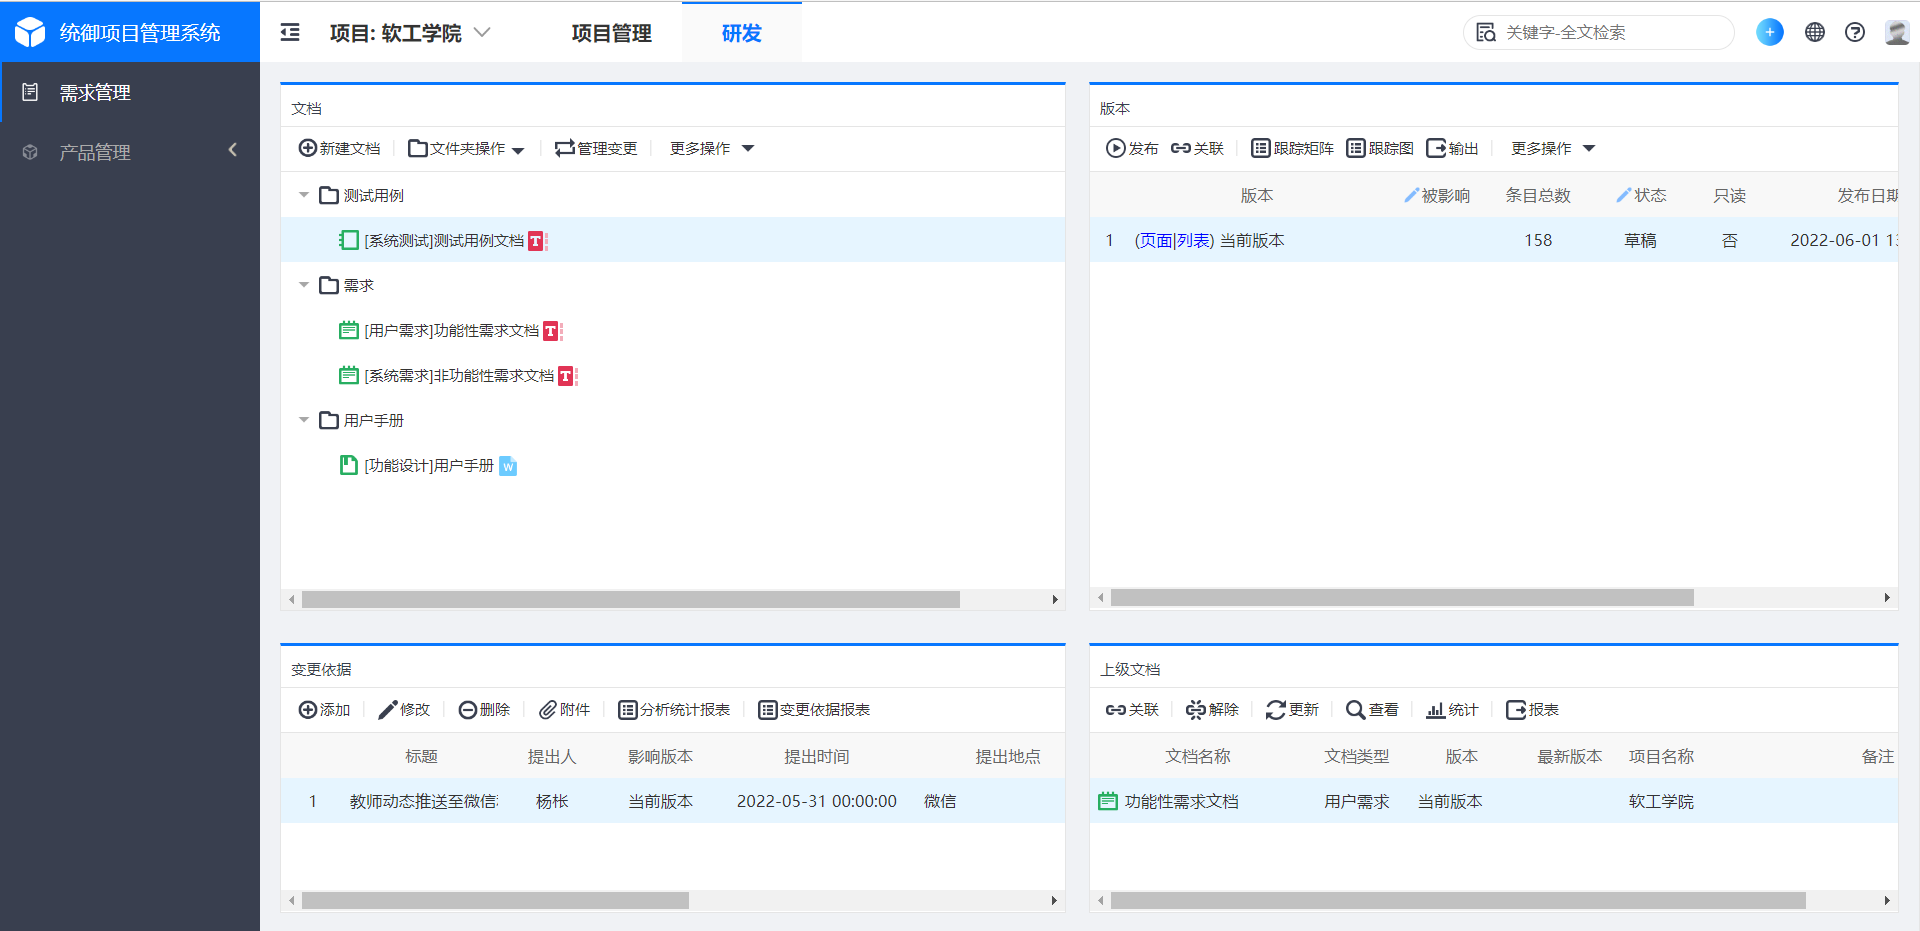 统御项目管理系统
项目: 软工学院
项目管理
研发
关键字-全文检索
需求管理
产品管理
文档
新建文档 文件夹操作 管理变更 更多操作
测试用例
[系统测试]测试用例文档
需求
[用户需求]功能性需求文档
[系统需求]非功能性需求文档
用户手册
[功能设计]用户手册
版本
发布 关联 跟踪矩阵 跟踪图 输出 更多操作
版本 被影响 条目总数 状态 只读 发布日期
1 (页面|列表) 当前版本 158 草稿 否 2022-06-01 1
变更依据
添加 修改 删除 附件 分析统计报表 变更依据报表
标题 提出人 影响版本 提出时间 提出地点
1 教师动态推送至微信 杨枨 当前版本 2022-05-31 00:00:00 微信
上级文档
关联 解除 更新 查看 统计 报表
文档名称 文档类型 版本 最新版本 项目名称 备注
功能性需求文档 用户需求 当前版本 软工学院